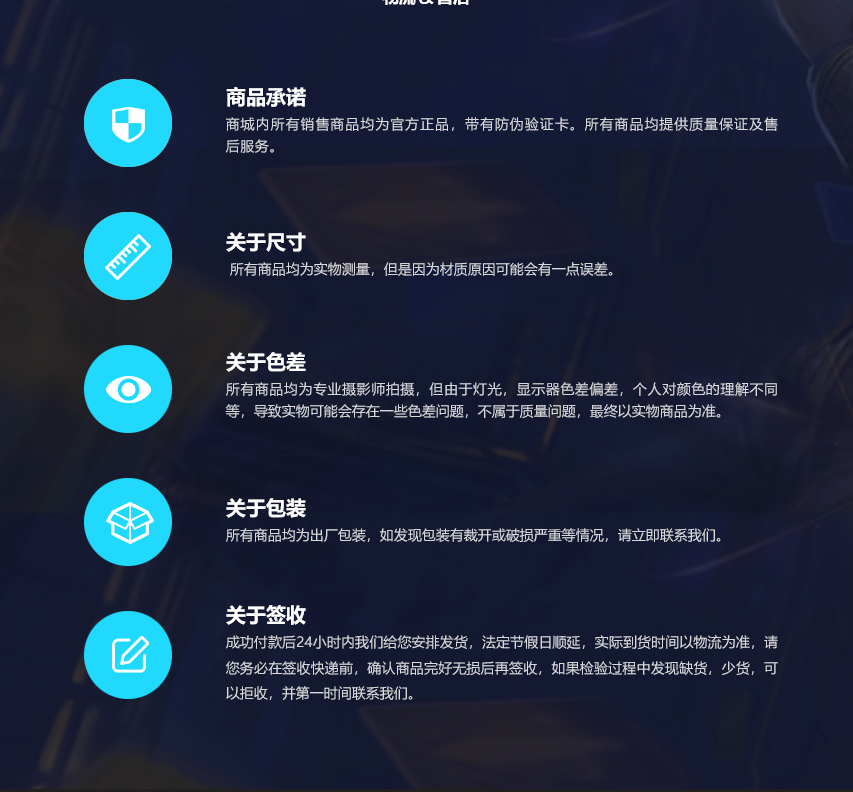 商品承诺
商城内所有销售商品均为官方正品，带有防伪验证卡。所有商品均提供质量保证及售
后服务。
关于尺寸
所有商品均为实物测量，但是因为材质原因可能会有一点误差。
关于色差
所有商品均为专业摄影师拍摄，但由于灯光，显示器色差偏差，个人对颜色的理解不同
等，导致实物可能会存在一些色差问题，不属于质量问题，最终以实物商品为准。
关于包装
所有商品均为出厂包装，如发现包装有裁开或破损严重等情况，请立即联系我们。
关于签收
成功付款后24小时内我们给您安排发货，法定节假日顺延，实际到货时间以物流为准，请
您务必在签收快递前，确认商品完好无损后再签收，如果检验过程中发现缺货，少货，可
以拒收，并第一时间联系我们。